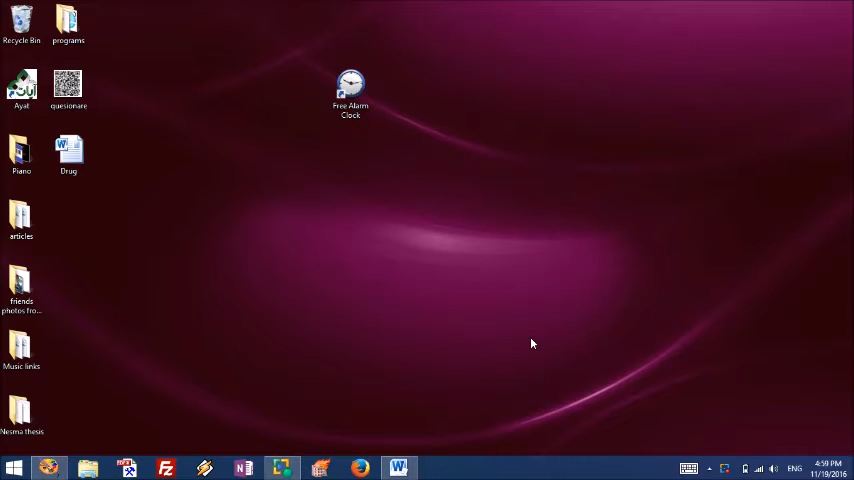 Recycle Bin
programs
Ayat
quesionare
Piano
Drug
articles
friends
photos fro...
Music links
Nesma thesis
Free Alarm
Clock
آيات
ENG
4:59 PM
11/19/2016